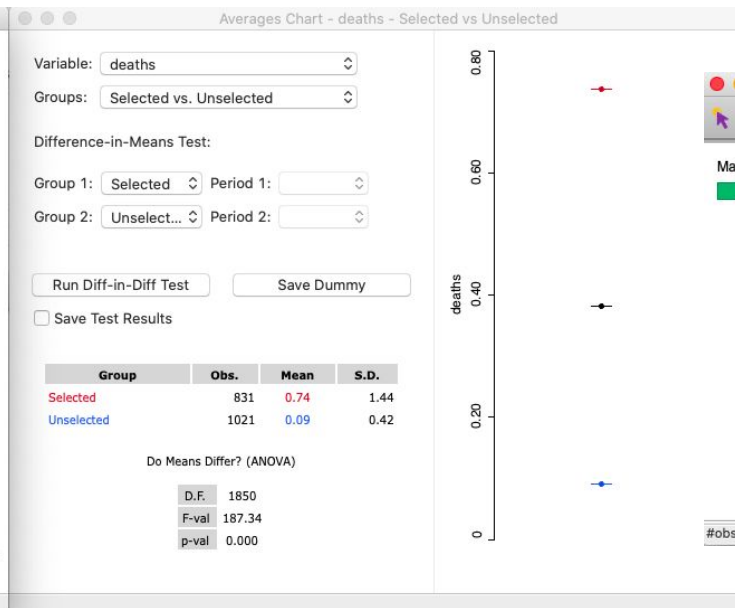 Averages Chart - deaths - Selected vs Unselected
Variable: deaths
Groups: Selected vs. Unselected
Difference-in-Means Test:
Group 1: Selected Period 1:
Group 2: Unselect... Period 2:
Run Diff-in-Diff Test Save Dummy
Save Test Results
Group Obs. Mean S.D.
Selected 831 0.74 1.44
Unselected 1021 0.09 0.42
Do Means Differ? (ANOVA)
D.F. 1850
F-val 187.34
p-val 0.000
deaths
0.80
0.60
0.40
0.20
0
Ma
#obs